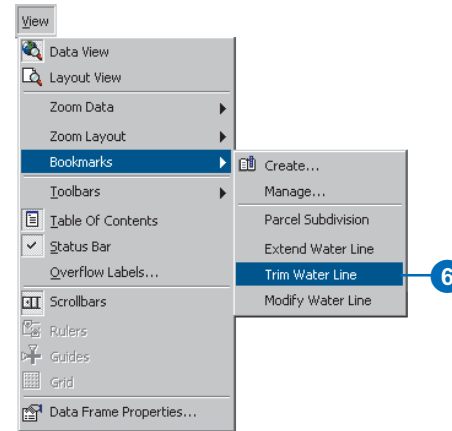 View
Data View
Layout View
Zoom Data
Zoom Layout
Bookmarks
Toolbars
Table Of Contents
Status Bar
Overflow Labels...
Scrollbars
Rulers
Guides
Grid
Data Frame Properties...
Create...
Manage...
Parcel Subdivision
Extend Water Line
Trim Water Line
Modify Water Line
6